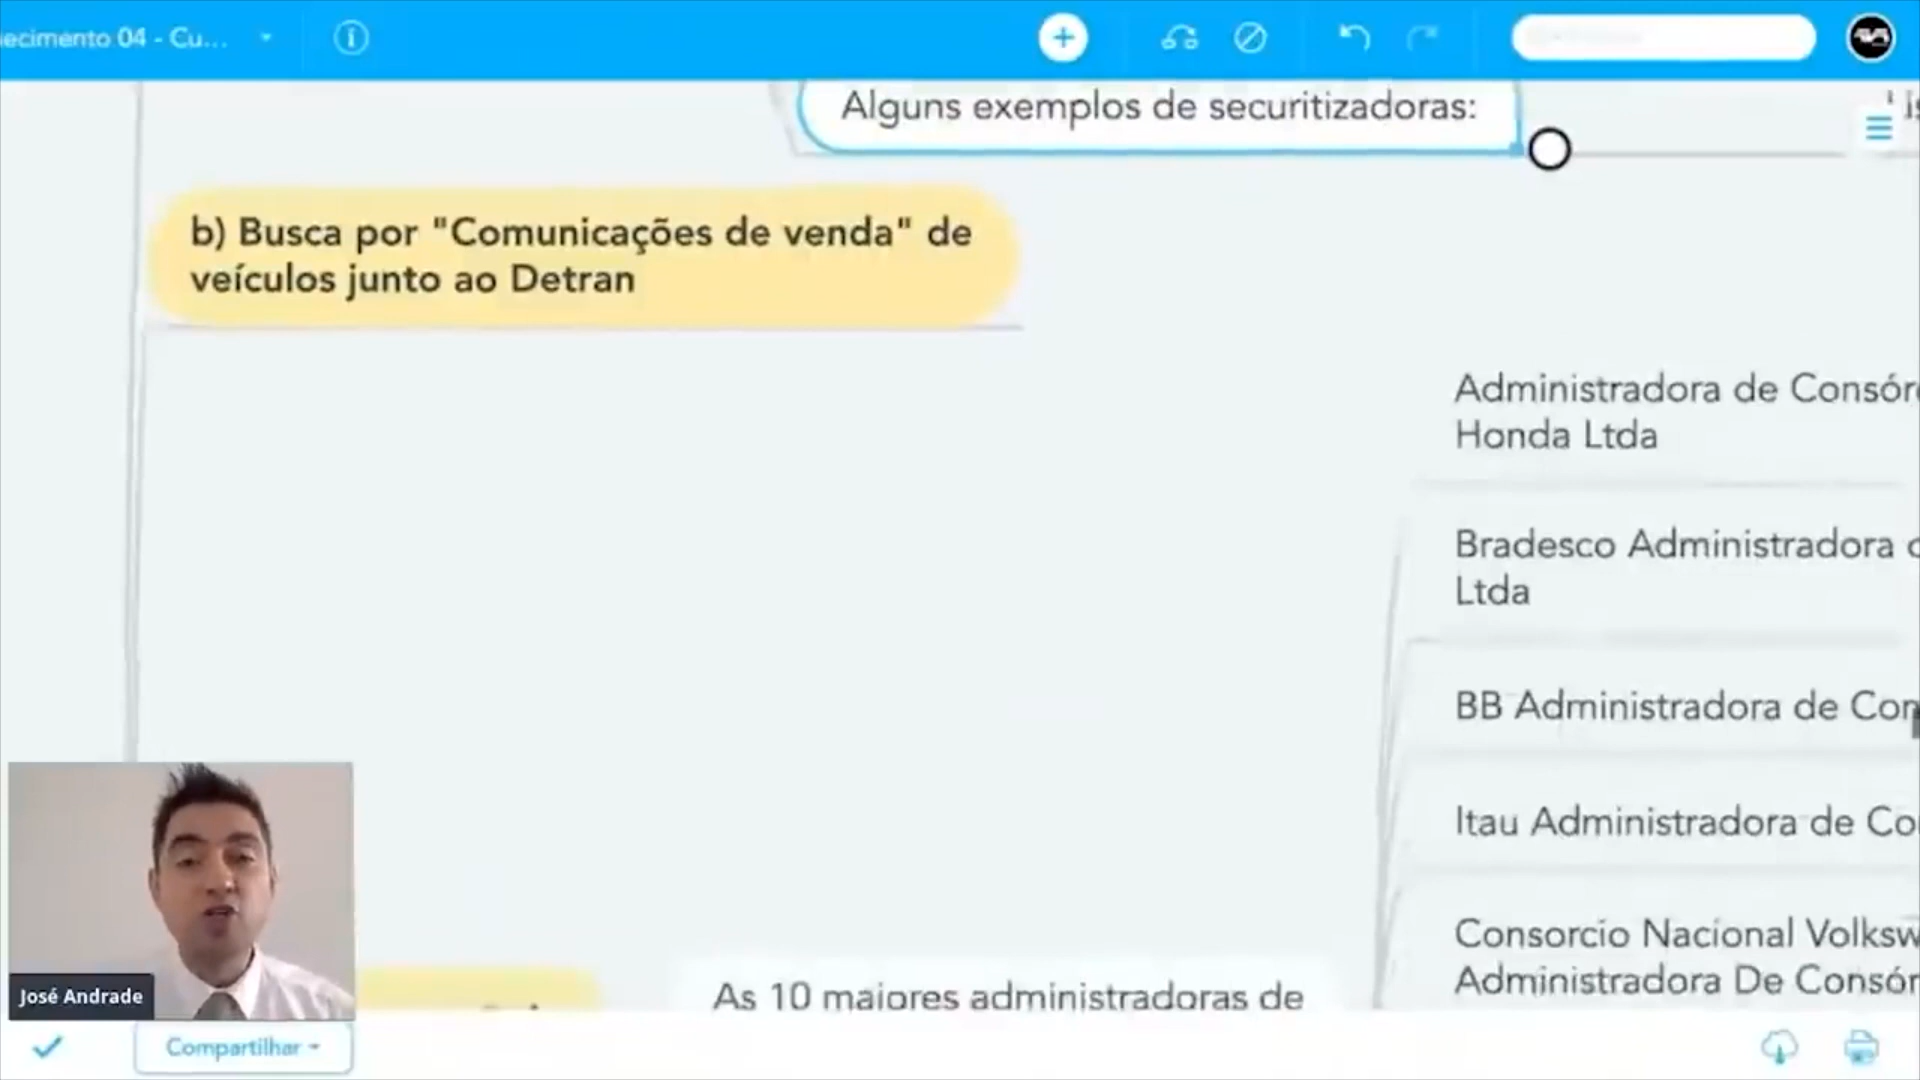 ecimento 04 - Cu...
Alguns exemplos de securitizadoras:
b) Busca por "Comunicações de venda" de
veículos junto ao Detran
Administradora de Consór
Honda Ltda
Bradesco Administradora
Ltda
BB Administradora de Con
Itau Administradora de Co
Consorcio Nacional Volksw
Administradora De Consór
As 10 maiores administradoras de
José Andrade
Compartilhar